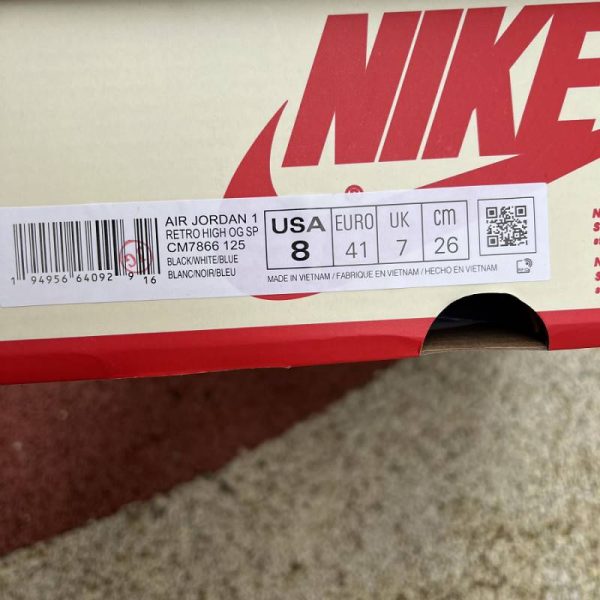 NIKE
®
AIR JORDAN 1
RETRO HIGH OG SP
CM7866 125
BLACK/WHITE/BLUE
BLANC/NOIR/BLEU
USA
8
EURO
41
UK
7
cm
26
1 94956 64092 9 16
MADE IN VIETNAM / FABRIQUE EN VIETNAM / HECHO EN VIETNAM